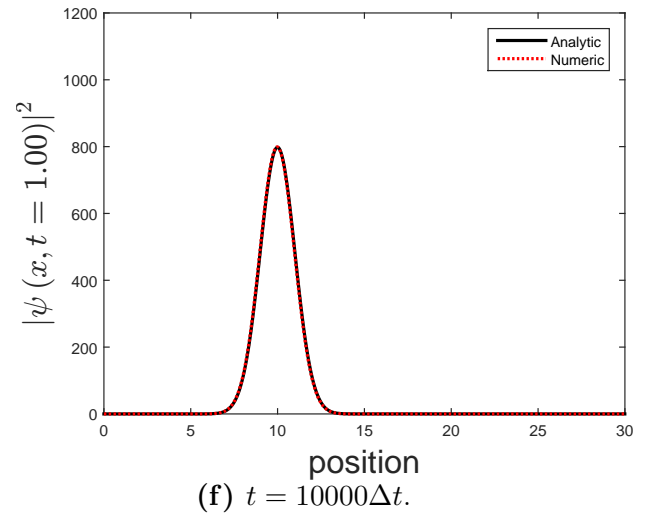 1200
1000
800
600
400
200
0
|ψ (x, t = 1.00)|²
Analytic
Numeric
0 5 10 15 20 25 30
position
(f) t = 10000Δt.